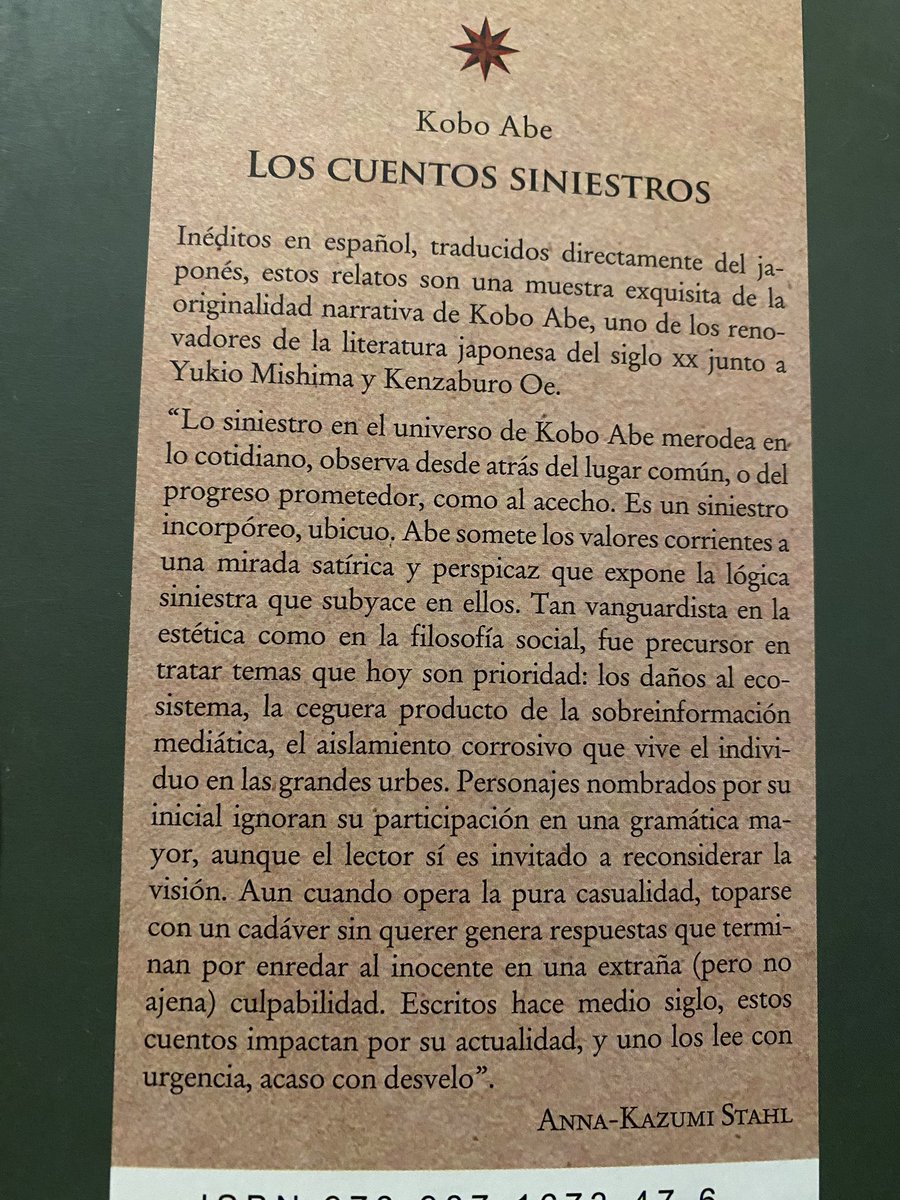 Kobo Abe
LOS CUENTOS SINIESTROS
Inéditos en español, traducidos directamente del ja-
ponés, estos relatos son una muestra exquisita de la
originalidad narrativa de Kobo Abe, uno de los reno-
vadores de la literatura japonesa del siglo XX junto a
Yukio Mishima y Kenzaburo Oe.
“Lo siniestro en el universo de Kobo Abe merodea en
lo cotidiano, observa desde atrás del lugar común, o del
progreso prometedor, como al acecho. Es un siniestro
incorpóreo, ubicuo. Abe somete los valores corrientes a
una mirada satírica y perspicaz que expone la lógica
siniestra que subyace en ellos. Tan vanguardista en la
estética como en la filosofía social, fue precursor en
tratar temas que hoy son prioridad: los daños al eco-
sistema, la ceguera producto de la sobreinformación
mediática, el aislamiento corrosivo que vive el indivi-
duo en las grandes urbes. Personajes nombrados por su
inicial ignoran su participación en una gramática ma-
yor, aunque el lector sí es invitado a reconsiderar la
visión. Aun cuando opera la pura casualidad, toparse
con un cadáver sin querer genera respuestas que termi-
nan por enredar al inocente en una extraña (pero no
ajena) culpabilidad. Escritos hace medio siglo, estos
cuentos impactan por su actualidad, y uno los lee con
urgencia, acaso con desvelo”.
ANNA-KAZUMI STAHL
ISBN 978-987-1073-47-6